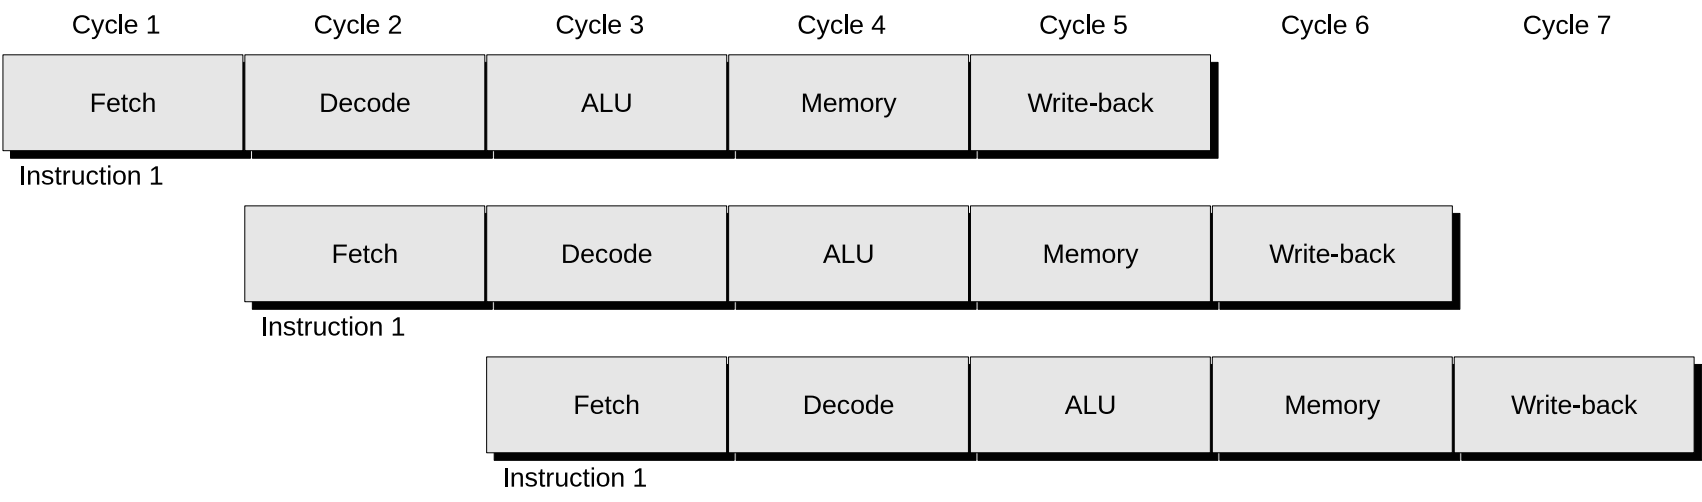 Cycle 1 Cycle 2 Cycle 3 Cycle 4 Cycle 5 Cycle 6 Cycle 7
Fetch Decode ALU Memory Write-back
Instruction 1
Fetch Decode ALU Memory Write-back
Instruction 1
Fetch Decode ALU Memory Write-back
Instruction 1